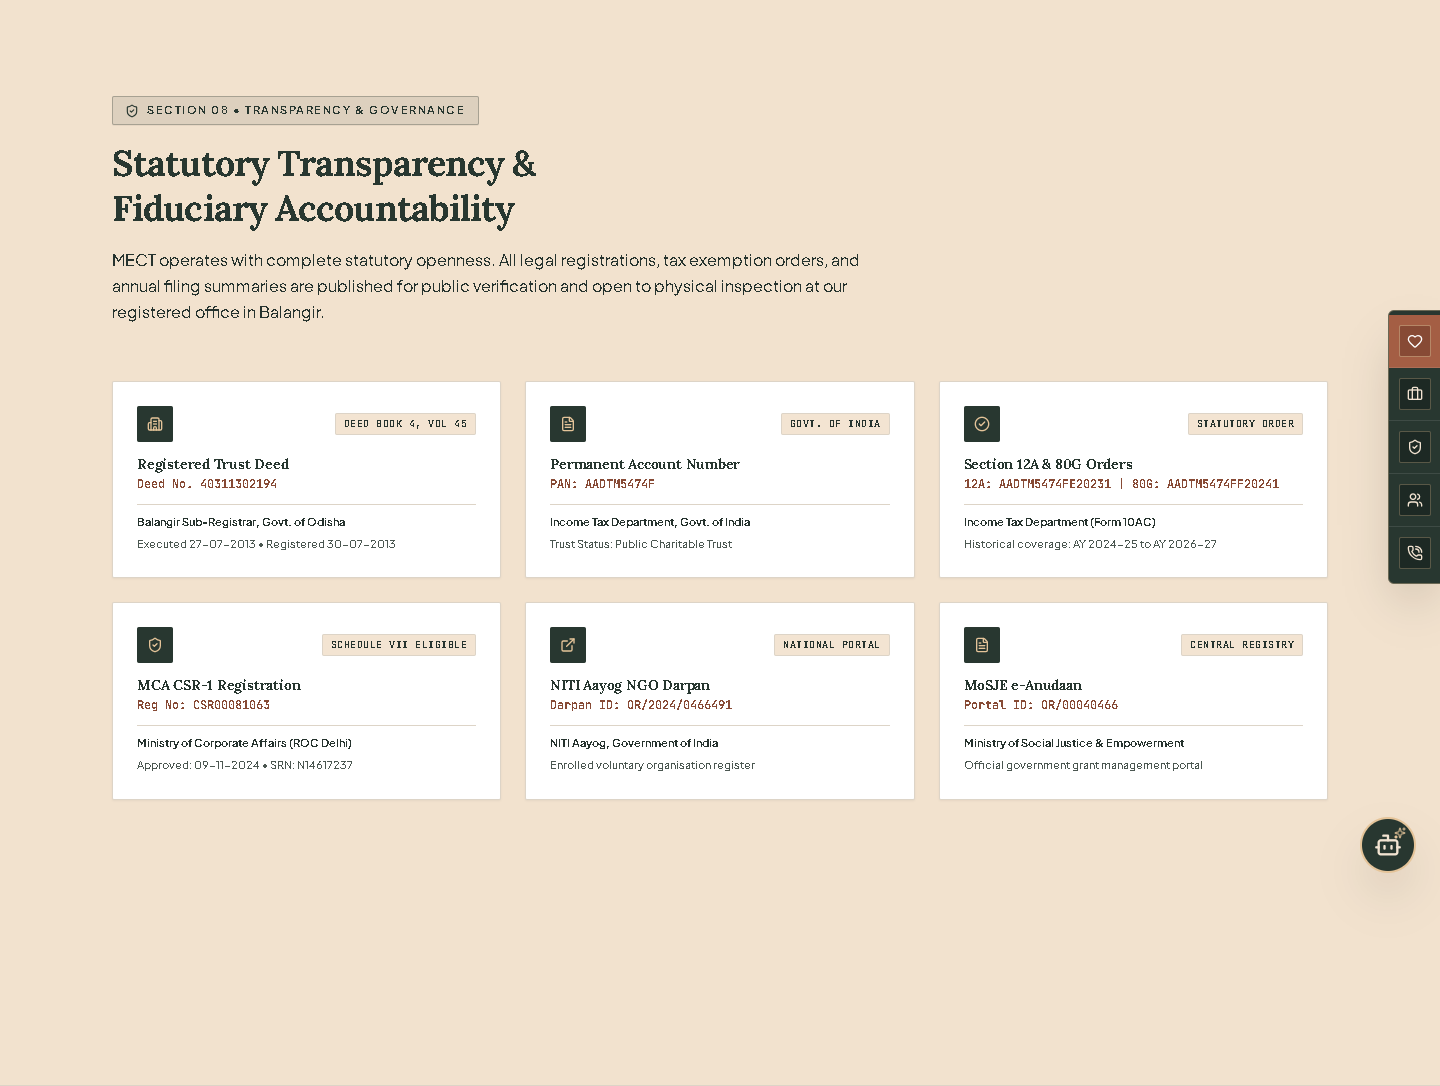 SECTION 08 • TRANSPARENCY & GOVERNANCE
Statutory Transparency &
Fiduciary Accountability
MECT operates with complete statutory openness. All legal registrations, tax exemption orders, and
annual filing summaries are published for public verification and open to physical inspection at our
registered office in Balangir.
DEED BOOK 4, VOL 45
Registered Trust Deed
Deed No. 40311302194
Balangir Sub-Registrar, Govt. of Odisha
Executed 27-07-2013 • Registered 30-07-2013
GOVT. OF INDIA
Permanent Account Number
PAN: AADTM5474F
Income Tax Department, Govt. of India
Trust Status: Public Charitable Trust
STATUTORY ORDER
Section 12A & 80G Orders
12A: AADTM5474FE20231 | 80G: AADTM5474FF20241
Income Tax Department (Form 10AC)
Historical coverage: AY 2024-25 to AY 2026-27
SCHEDULE VII ELIGIBLE
MCA CSR-1 Registration
Reg No: CSR00081063
Ministry of Corporate Affairs (ROC Delhi)
Approved: 09-11-2024 • SRN: N14617237
NATIONAL PORTAL
NITI Aayog NGO Darpan
Darpan ID: OR/2024/0466491
NITI Aayog, Government of India
Enrolled voluntary organisation register
CENTRAL REGISTRY
MoSJE e-Anudaan
Portal ID: OR/00040466
Ministry of Social Justice & Empowerment
Official government grant management portal